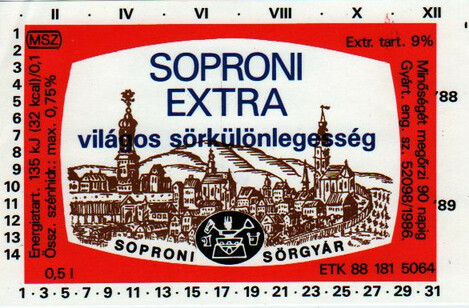 · II · IV · VI · VIII · X · XII
1
2
3
4
5
6
7
8
9
10
11
12
13
14
MSZ
Extr. tart. 9%
SOPRONI
EXTRA
világos sörkülönlegesség
Energiatart. 135 kJ (32 kcal)/0,1
Össz. szénhidr.: max. 0,75%
Minőségét megőrzi 90 napig
Gyárt. eng. sz. 52098/1986.
'88
'89
SOPRONI SÖRGYÁR
0,5 l
ETK 88 181 5064
1 · 3 · 5 · 7 · 9 · 11 · 13 · 15 · 17 · 19 · 21 · 23 · 25 · 27 · 29 · 31